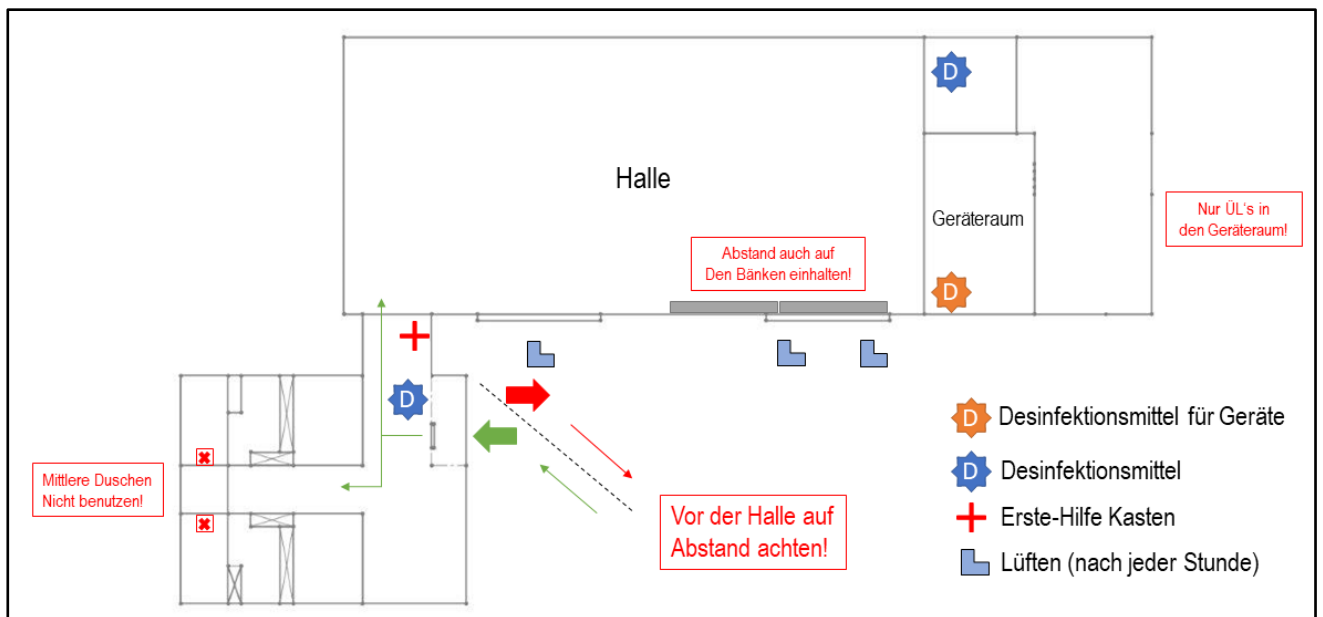 D
Halle
Geräteraum
Nur ÜL's in
den Geräteraum!
Abstand auch auf
Den Bänken einhalten!
D
D
Mittlere Duschen
Nicht benutzen!
Vor der Halle auf
Abstand achten!
D Desinfektionsmittel für Geräte
D Desinfektionsmittel
Erste-Hilfe Kasten
Lüften (nach jeder Stunde)